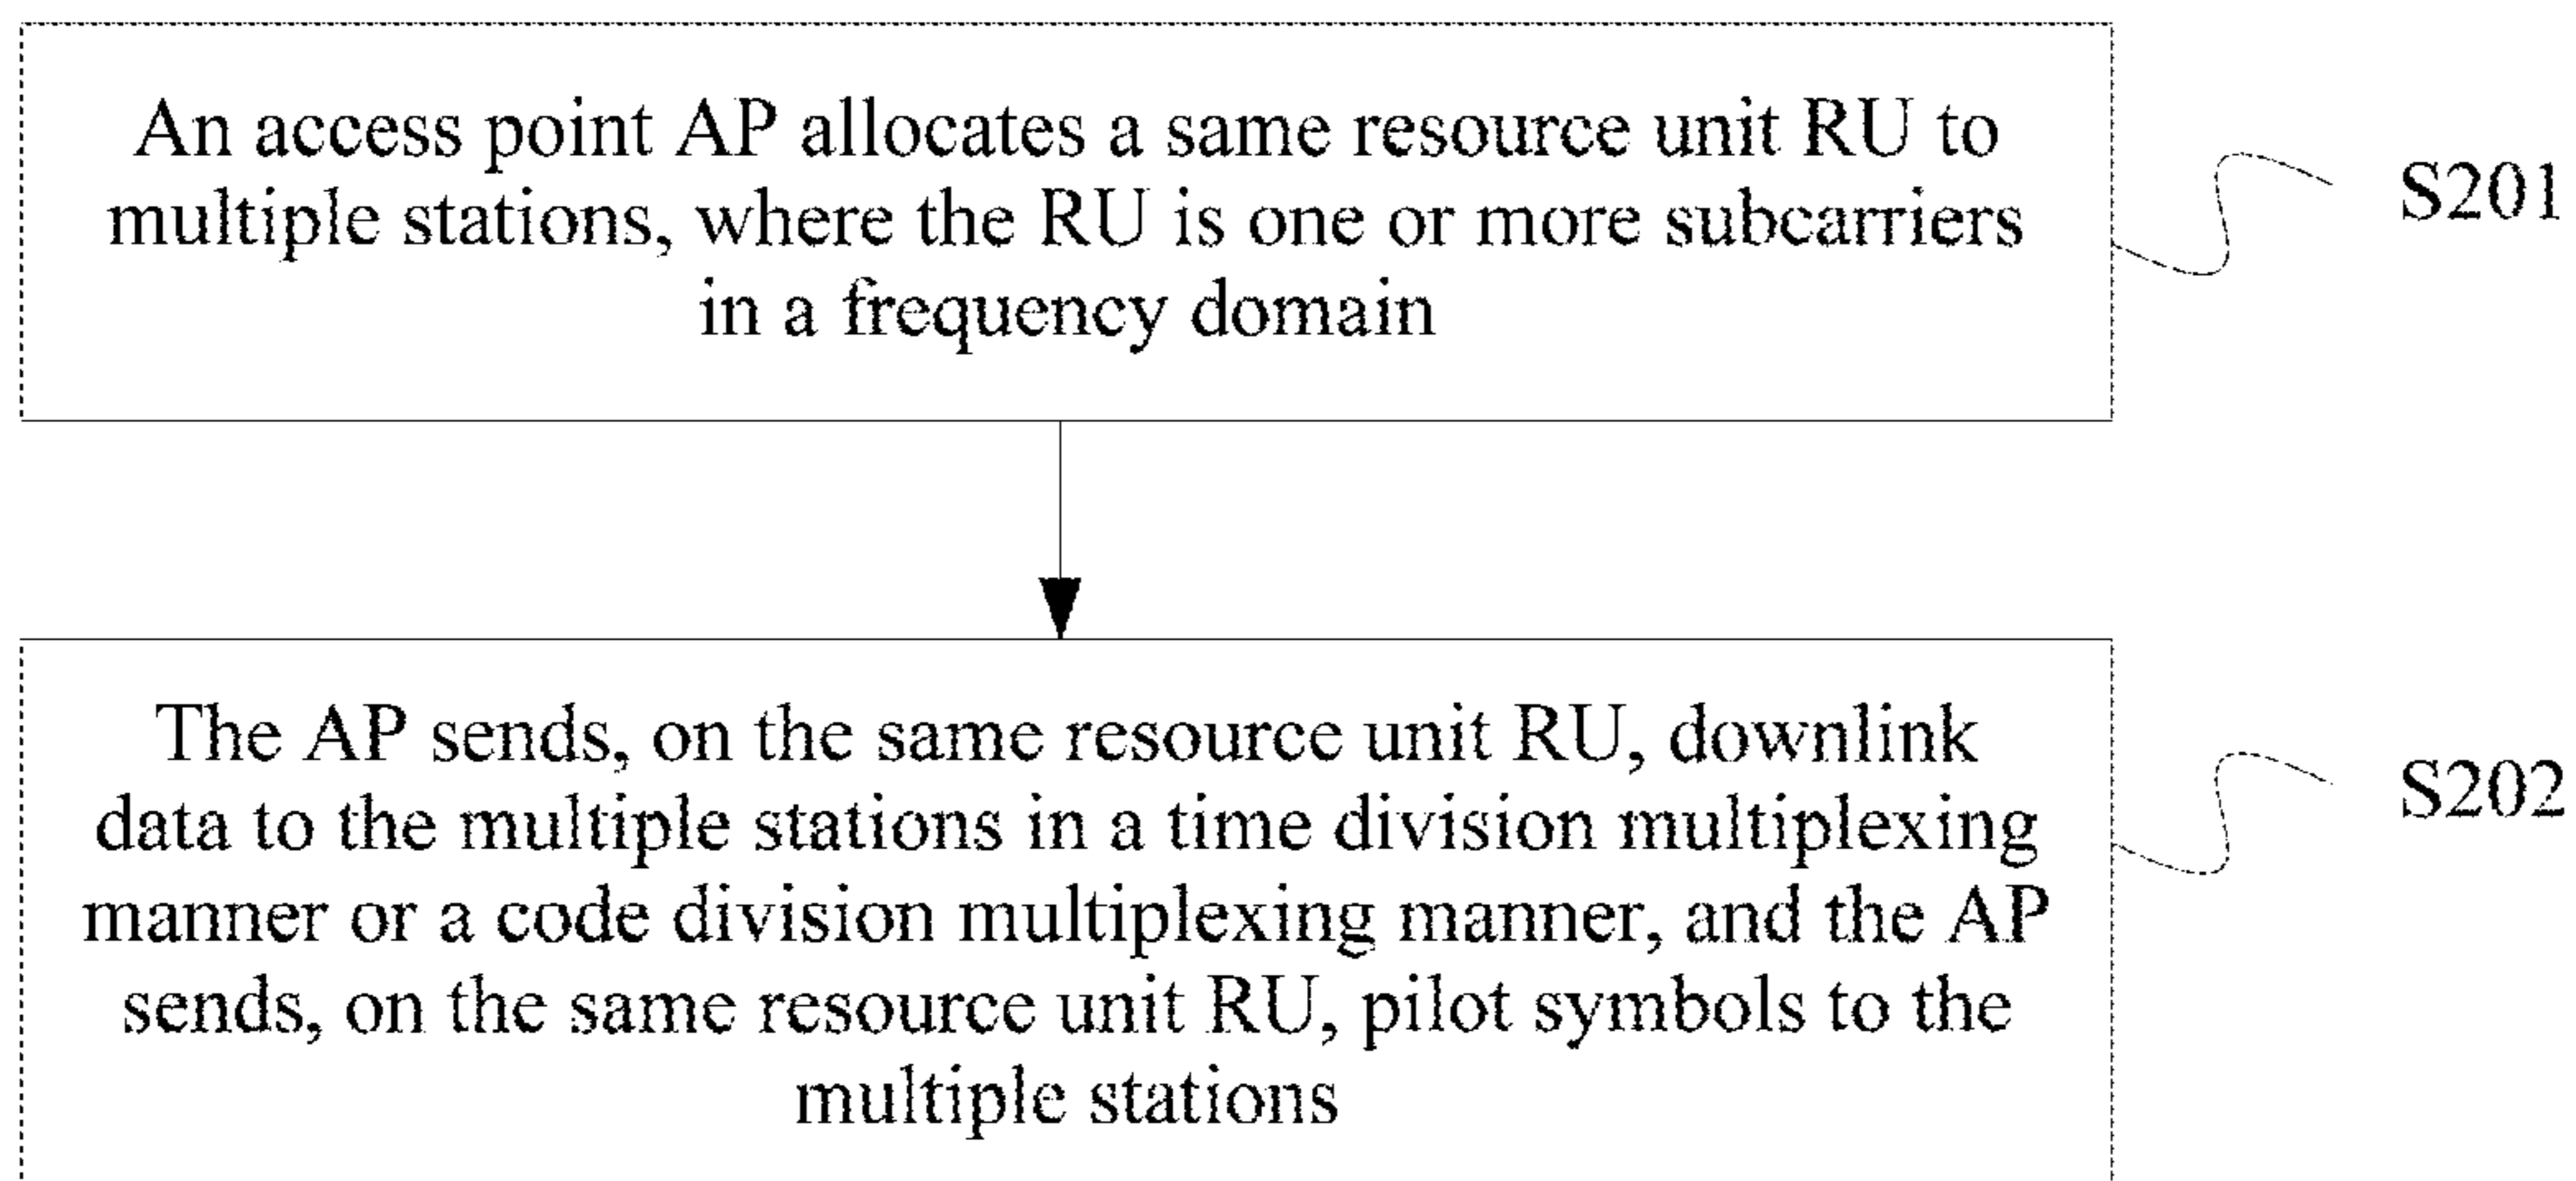 An access point AP allocates a same resource unit RU to
multiple stations, where the RU is one or more subcarriers
in a frequency domain
S201
The AP sends, on the same resource unit RU, downlink
data to the multiple stations in a time division multiplexing
manner or a code division multiplexing manner, and the AP
sends, on the same resource unit RU, pilot symbols to the
multiple stations
S202